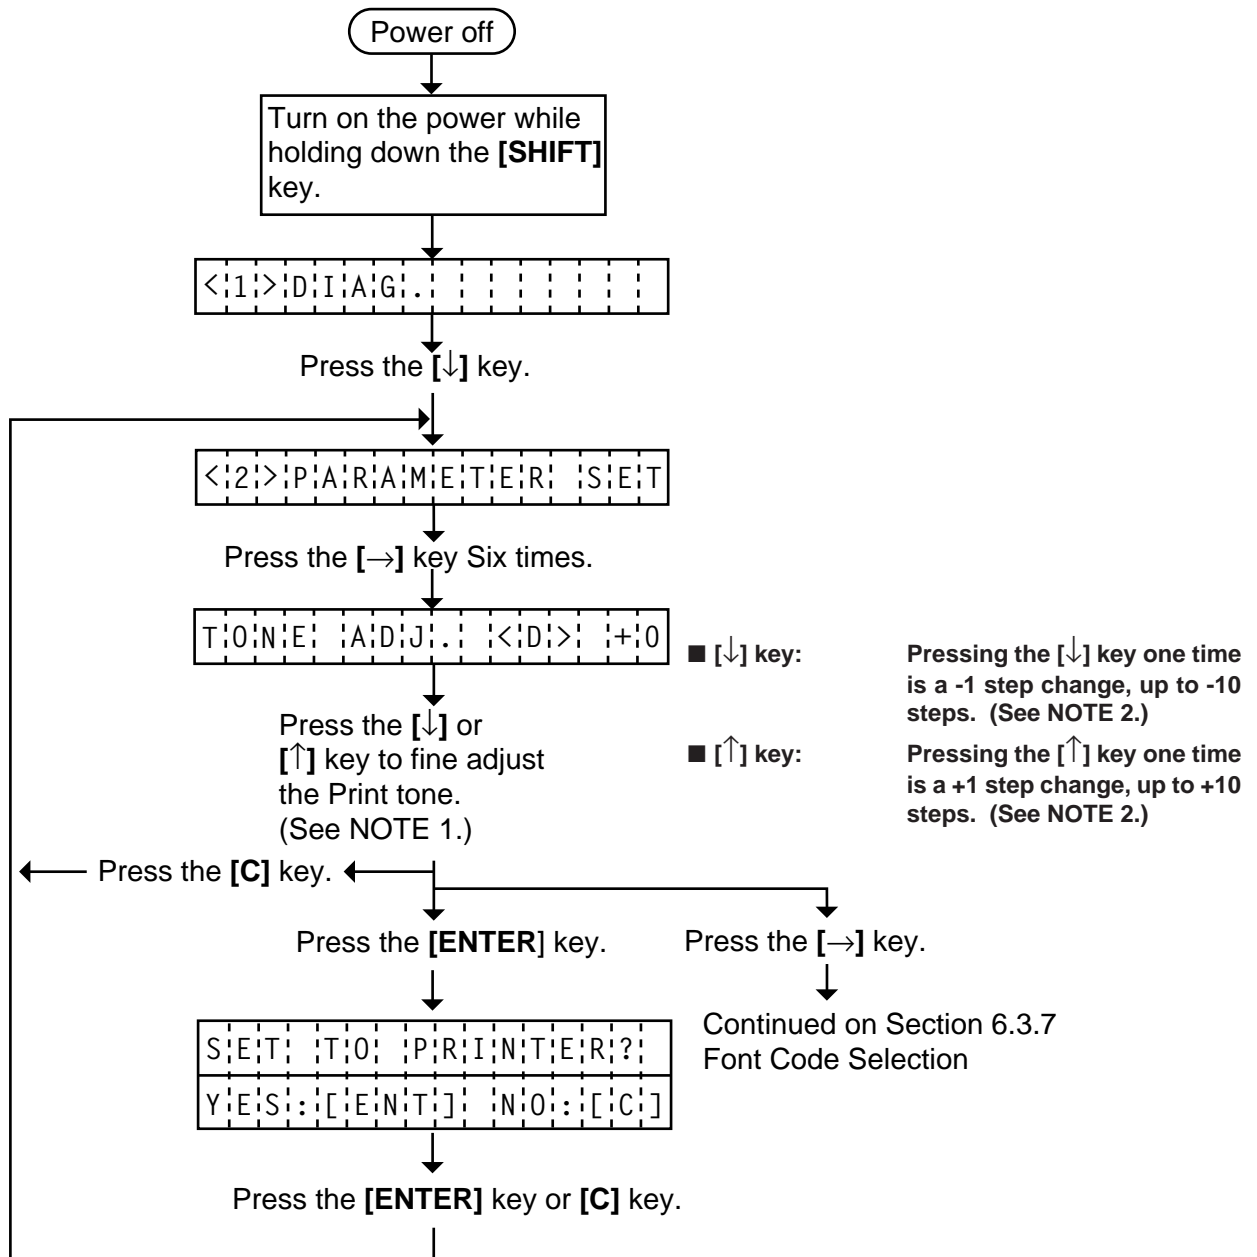 Power off
Turn on the power while
holding down the [SHIFT]
key.
<1>DIAG.
Press the [↓] key.
<2>PARAMETER SET
Press the [→] key Six times.
TONE ADJ. <D> +0
■ [↓] key: Pressing the [↓] key one time
is a -1 step change, up to -10
steps. (See NOTE 2.)
■ [↑] key: Pressing the [↑] key one time
is a +1 step change, up to +10
steps. (See NOTE 2.)
Press the [↓] or
[↑] key to fine adjust
the Print tone.
(See NOTE 1.)
Press the [C] key.
Press the [ENTER] key.
Press the [→] key.
Continued on Section 6.3.7
Font Code Selection
SET TO PRINTER?
YES:[ENT] NO:[C]
Press the [ENTER] key or [C] key.